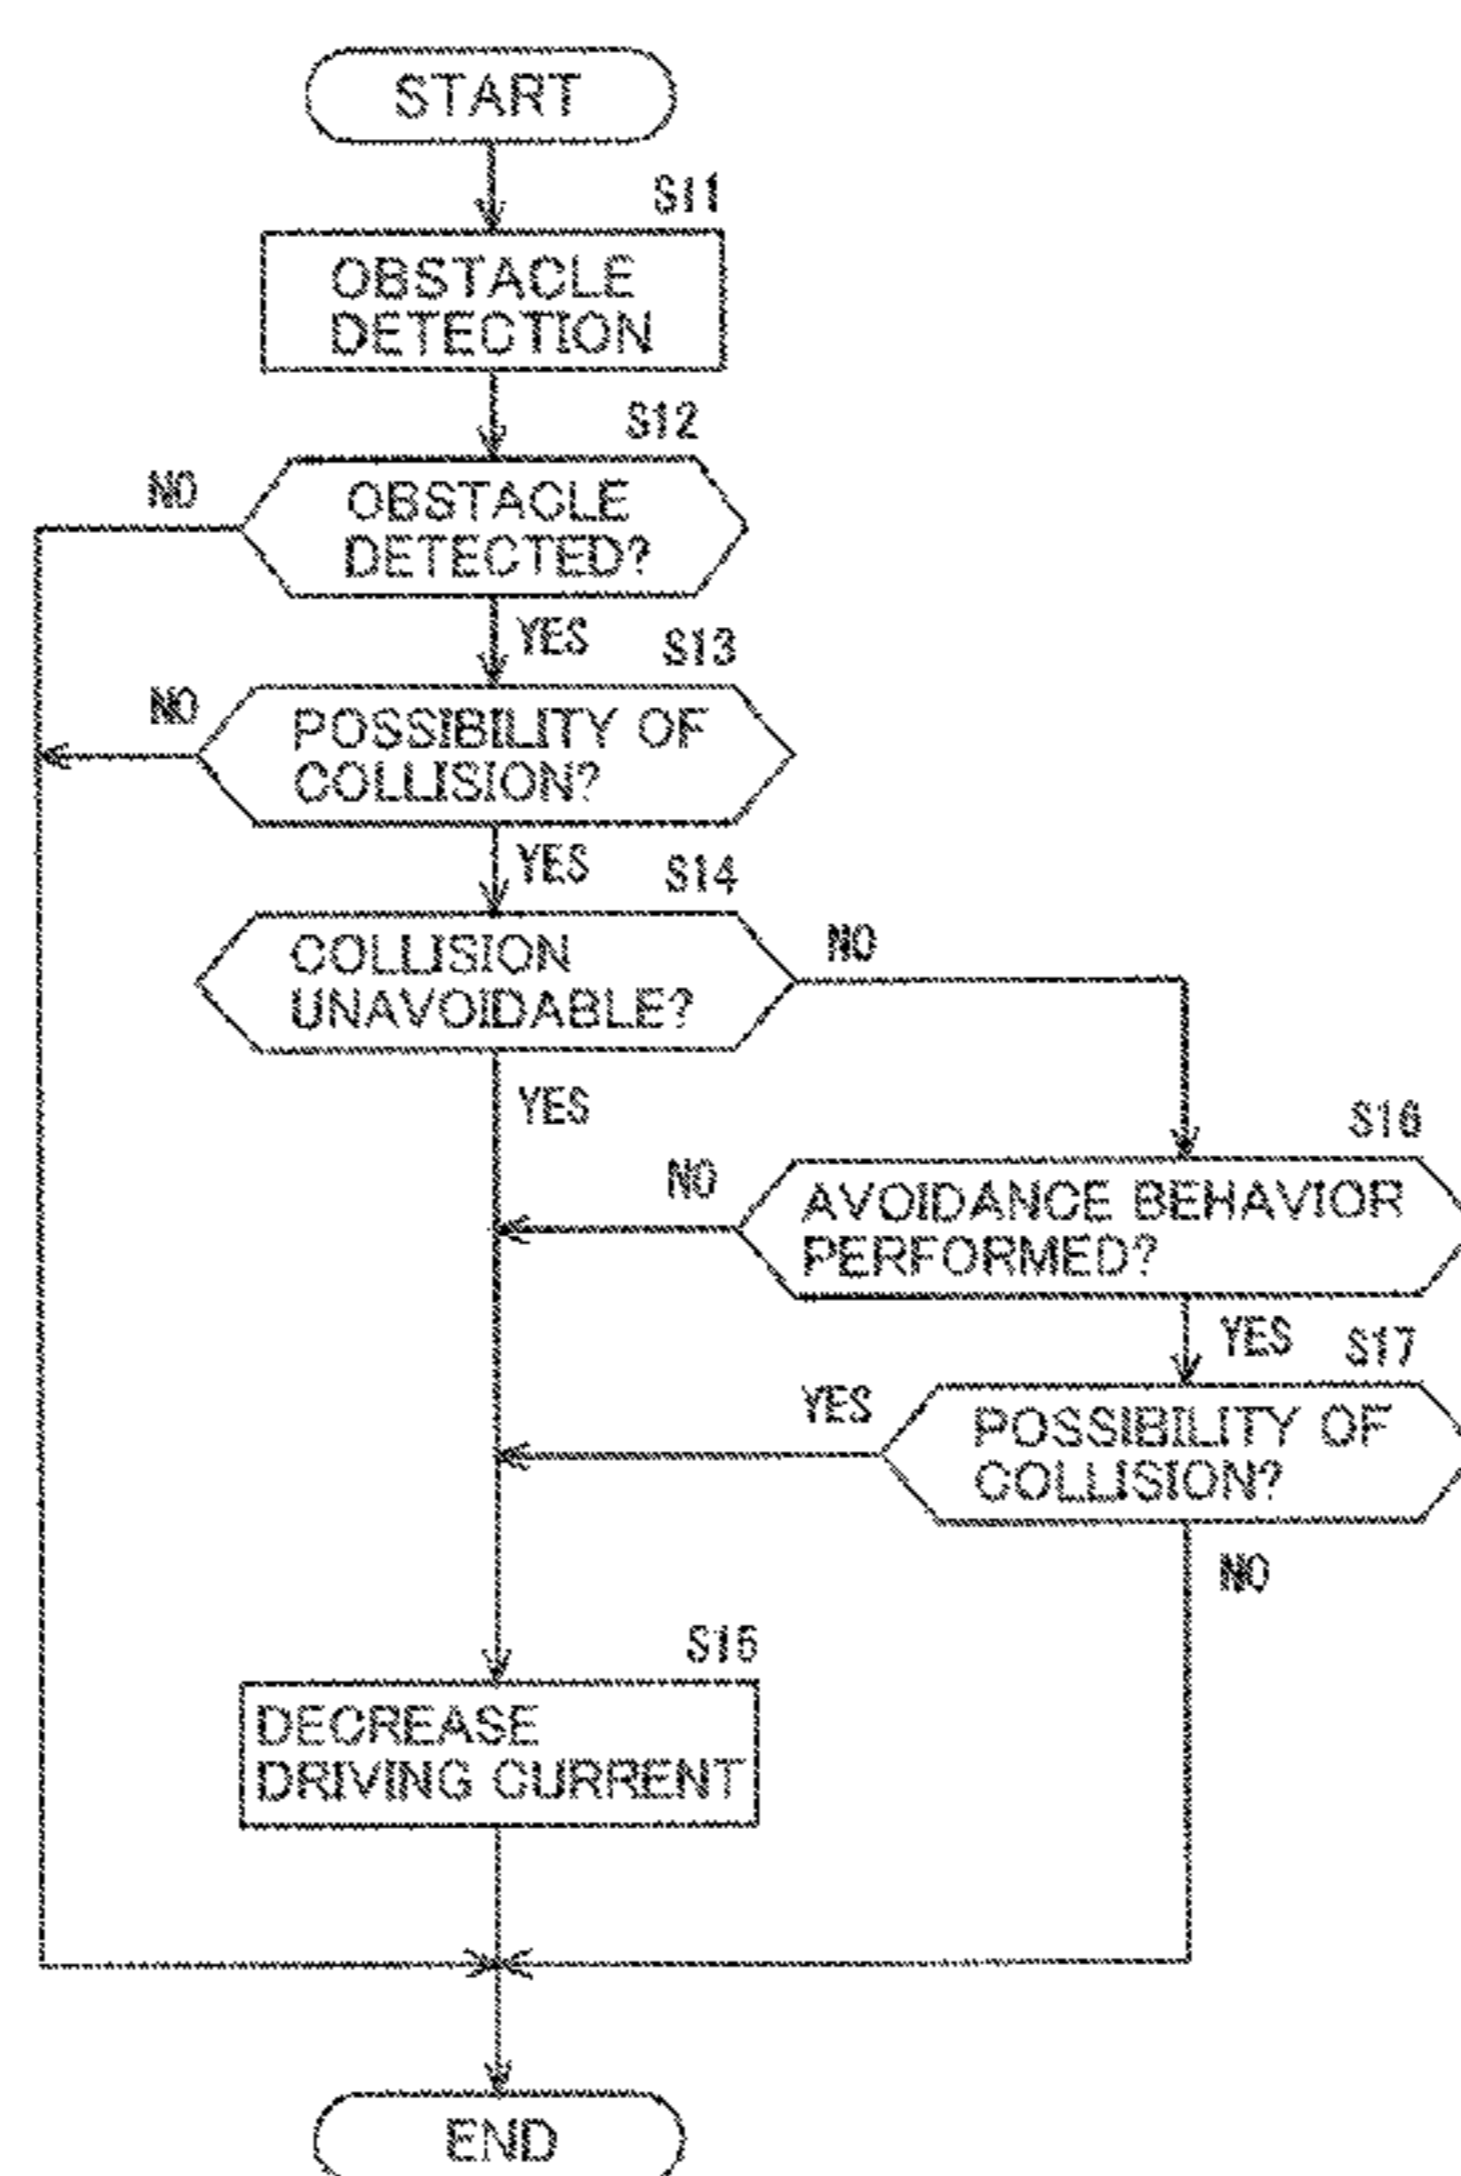 START
S11
OBSTACLE
DETECTION
S12
NO
OBSTACLE
DETECTED?
YES
S13
NO
POSSIBILITY OF
COLLISION?
YES
S14
COLLISION
UNAVOIDABLE?
NO
YES
S16
NO
AVOIDANCE BEHAVIOR
PERFORMED?
YES
S17
YES
POSSIBILITY OF
COLLISION?
NO
S15
DECREASE
DRIVING CURRENT
END